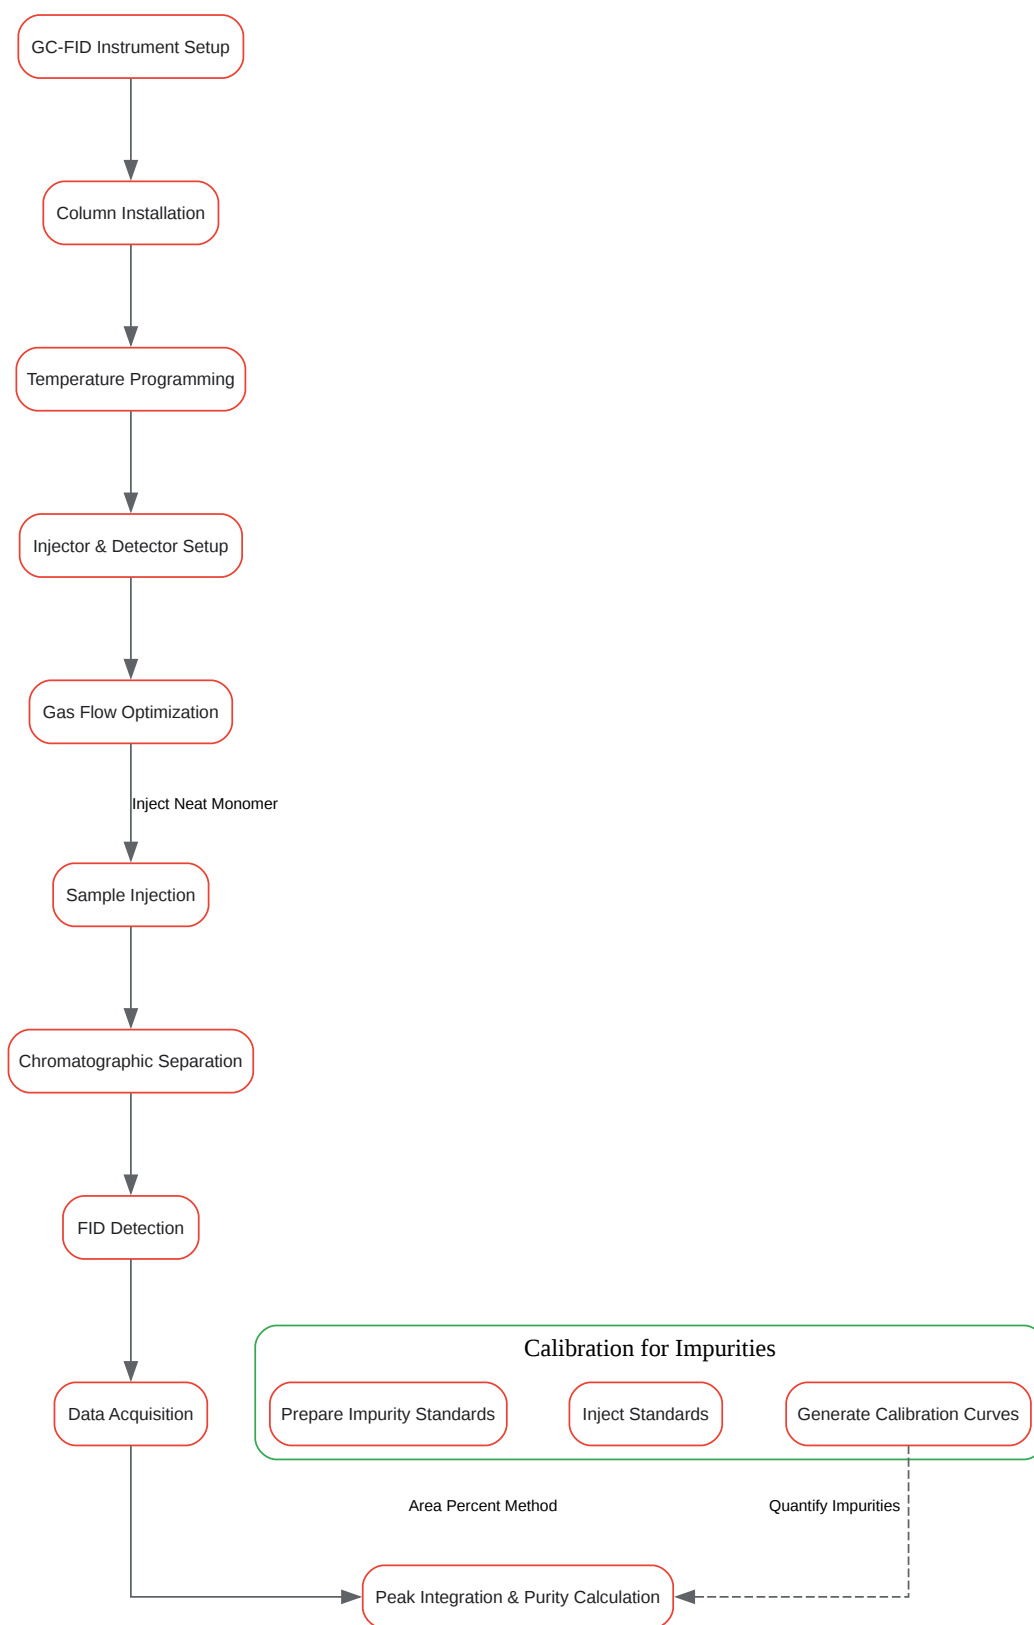 GC-FID Instrument Setup
Column Installation
Temperature Programming
Injector & Detector Setup
Gas Flow Optimization
Inject Neat Monomer
Sample Injection
Chromatographic Separation
FID Detection
Calibration for Impurities
Data Acquisition
Prepare Impurity Standards
Inject Standards
Generate Calibration Curves
Area Percent Method
Quantify Impurities
Peak Integration & Purity Calculation